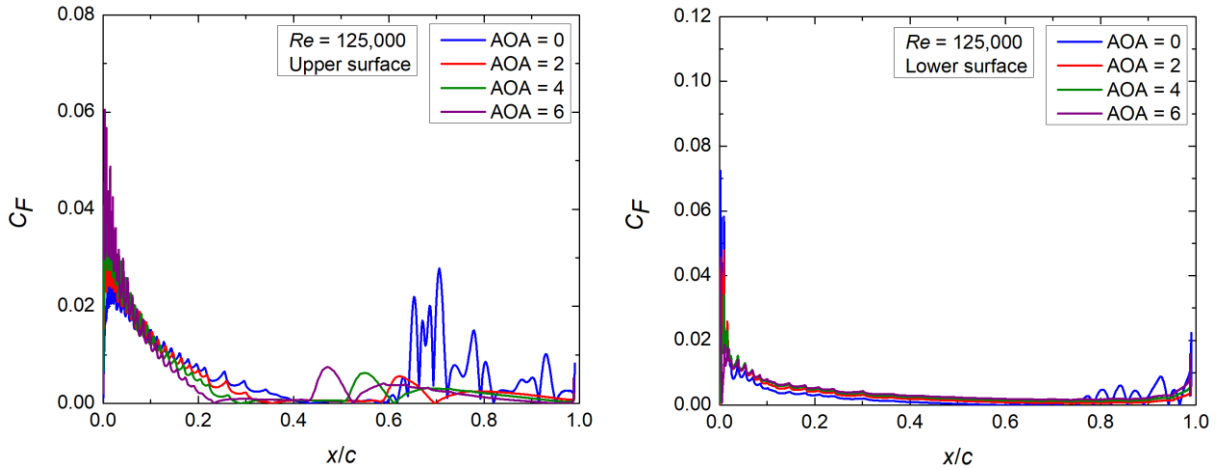 0.08
0.06
0.04
0.02
0.00
C_F
Re = 125,000
Upper surface
AOA = 0
AOA = 2
AOA = 4
AOA = 6
0.0 0.2 0.4 0.6 0.8 1.0
x/c
0.12
0.10
0.08
0.07
0.04
0.02
0.00
C_F
Re = 125,000
Lower surface
AOA = 0
AOA = 2
AOA = 4
AOA = 6
0.0 0.2 0.4 0.6 0.8 1.0
x/c